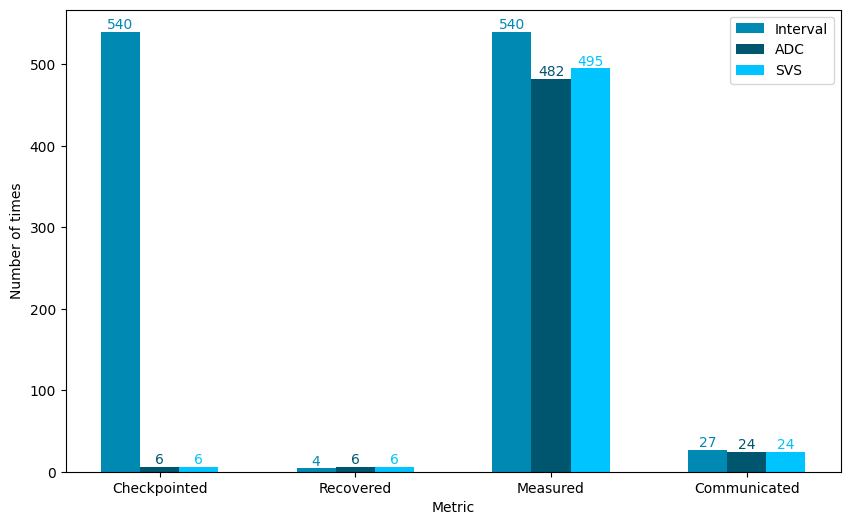 540
540
Interval
ADC
SVS
482
495
500
400
300
200
100
0
Number of times
6
6
4
6
6
27
24
24
Checkpointed
Recovered
Measured
Communicated
Metric